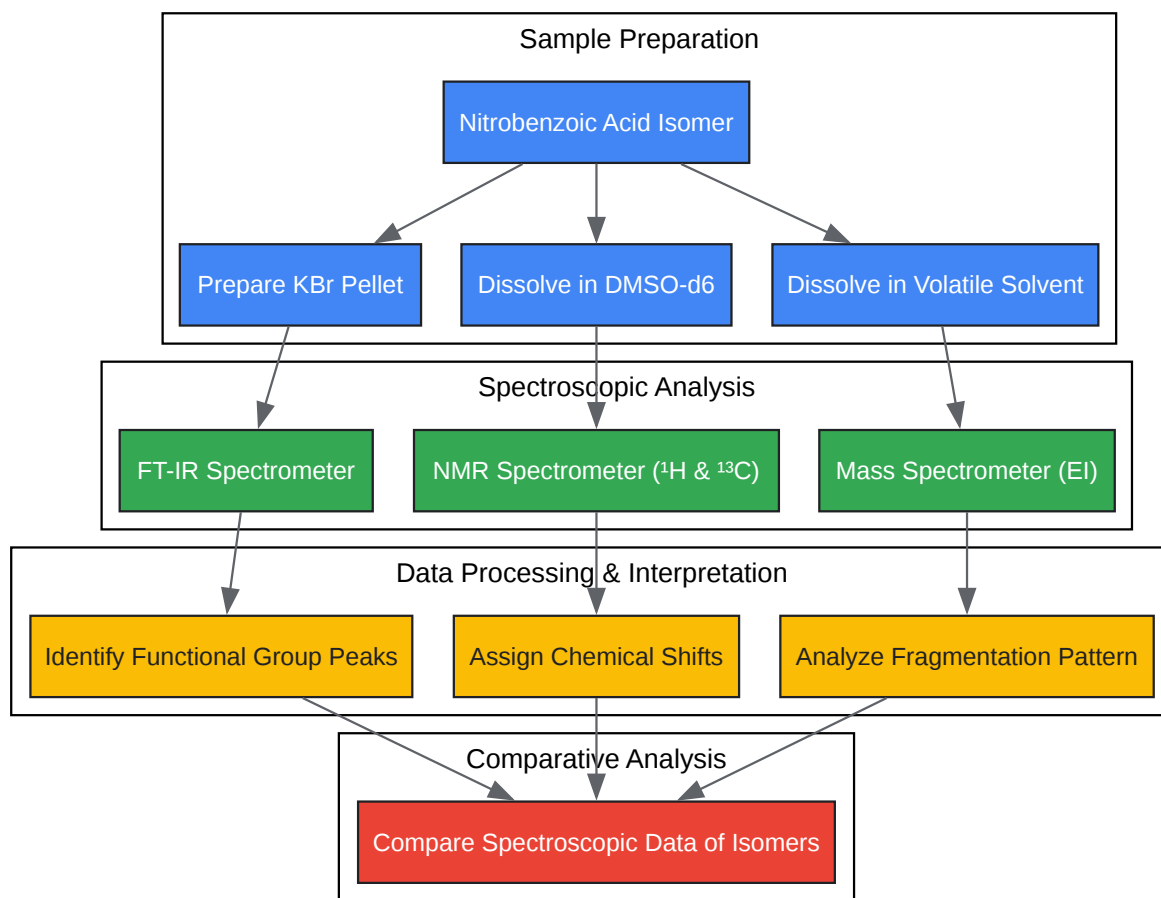 Sample Preparation
Nitrobenzoic Acid Isomer
Prepare KBr Pellet
Dissolve in DMSO-d6
Dissolve in Volatile Solvent
Spectroscopic Analysis
FT-IR Spectrometer
NMR Spectrometer (¹H & ¹³C)
Mass Spectrometer (EI)
Data Processing & Interpretation
Identify Functional Group Peaks
Assign Chemical Shifts
Analyze Fragmentation Pattern
Comparative Analysis
Compare Spectroscopic Data of Isomers